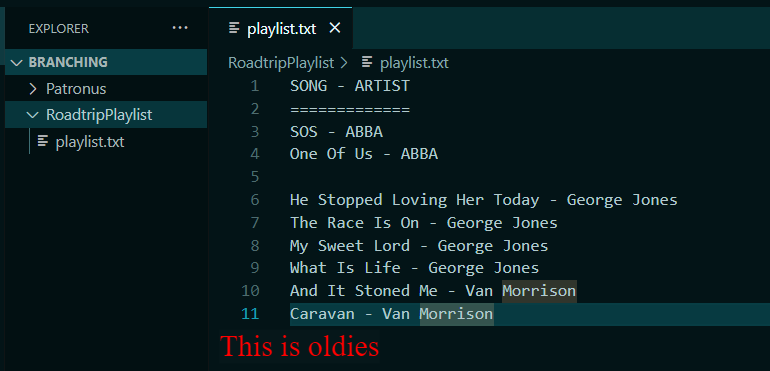 EXPLORER ···
BRANCHING
Patronus
RoadtripPlaylist
playlist.txt
playlist.txt ×
RoadtripPlaylist > playlist.txt
1 SONG - ARTIST
2 =============
3 SOS - ABBA
4 One Of Us - ABBA
5
6 He Stopped Loving Her Today - George Jones
7 The Race Is On - George Jones
8 My Sweet Lord - George Jones
9 What Is Life - George Jones
10 And It Stoned Me - Van Morrison
11 Caravan - Van Morrison
This is oldies